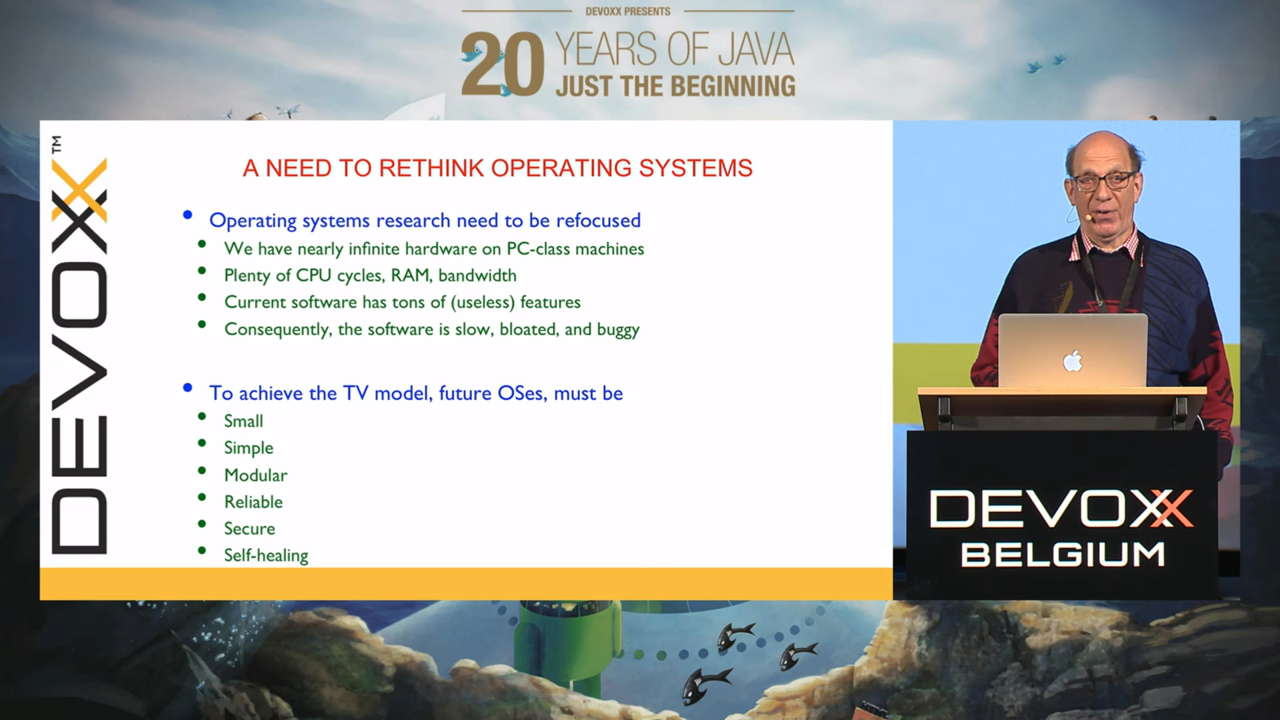 DEVOXX PRESENTS
20 YEARS OF JAVA
JUST THE BEGINNING
DEVOXX™
A NEED TO RETHINK OPERATING SYSTEMS
• Operating systems research need to be refocused
• We have nearly infinite hardware on PC-class machines
• Plenty of CPU cycles, RAM, bandwidth
• Current software has tons of (useless) features
• Consequently, the software is slow, bloated, and buggy
• To achieve the TV model, future OSes, must be
• Small
• Simple
• Modular
• Reliable
• Secure
• Self-healing
DEVOXX
BELGIUM